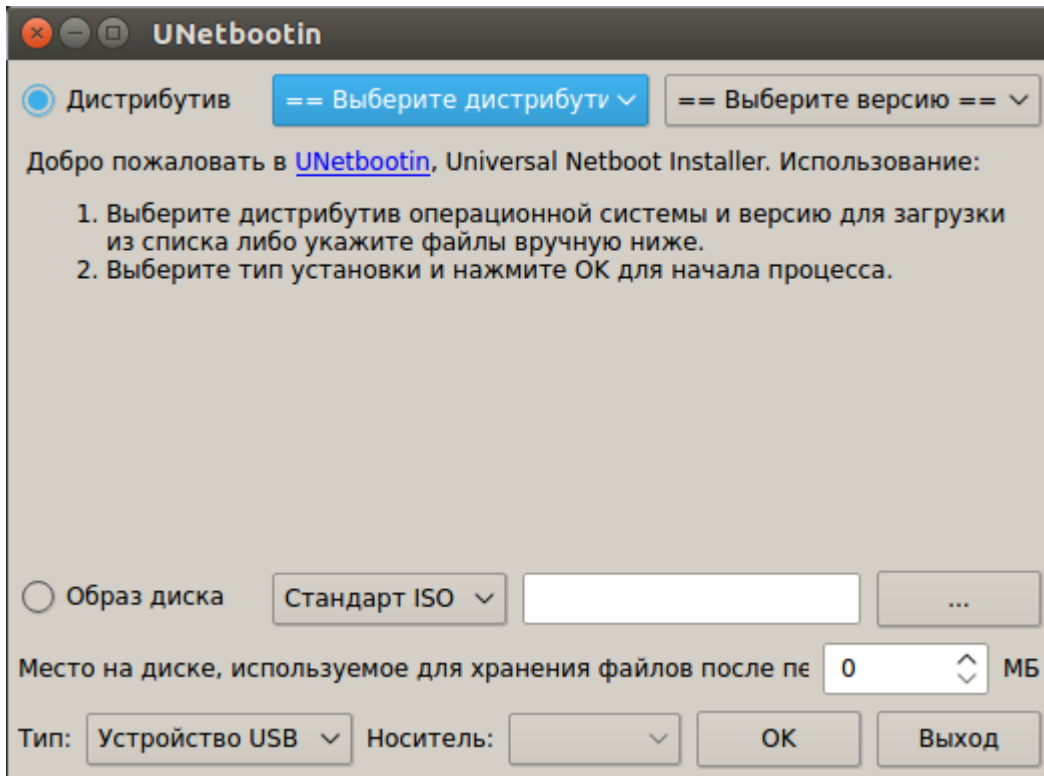 UNetbootin
Дистрибутив == Выберите дистрибути == Выберите версию ==
Добро пожаловать в UNetbootin, Universal Netboot Installer. Использование:
1. Выберите дистрибутив операционной системы и версию для загрузки
из списка либо укажите файлы вручную ниже.
2. Выберите тип установки и нажмите OK для начала процесса.
Образ диска Стандарт ISO ...
Место на диске, используемое для хранения файлов после пе 0 МБ
Тип: Устройство USB Носитель: OK Выход